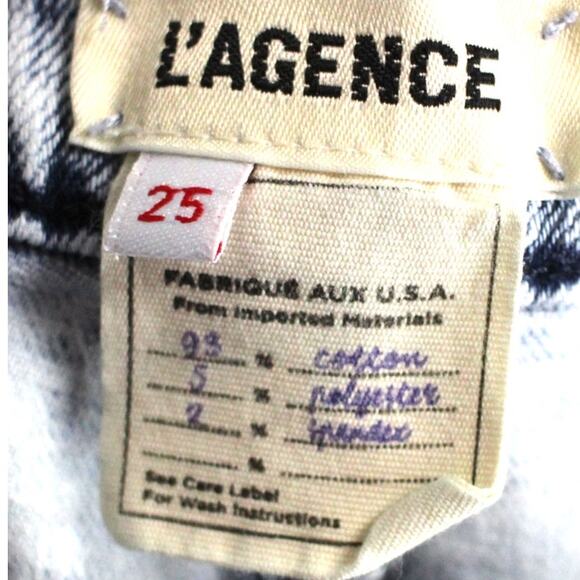 L'AGENCE
25
FABRIQUÉ AUX U.S.A.
From Imported Materials
93 % cotton
5 % polyester
2 % spandex
%
See Care Label
For Wash Instructions